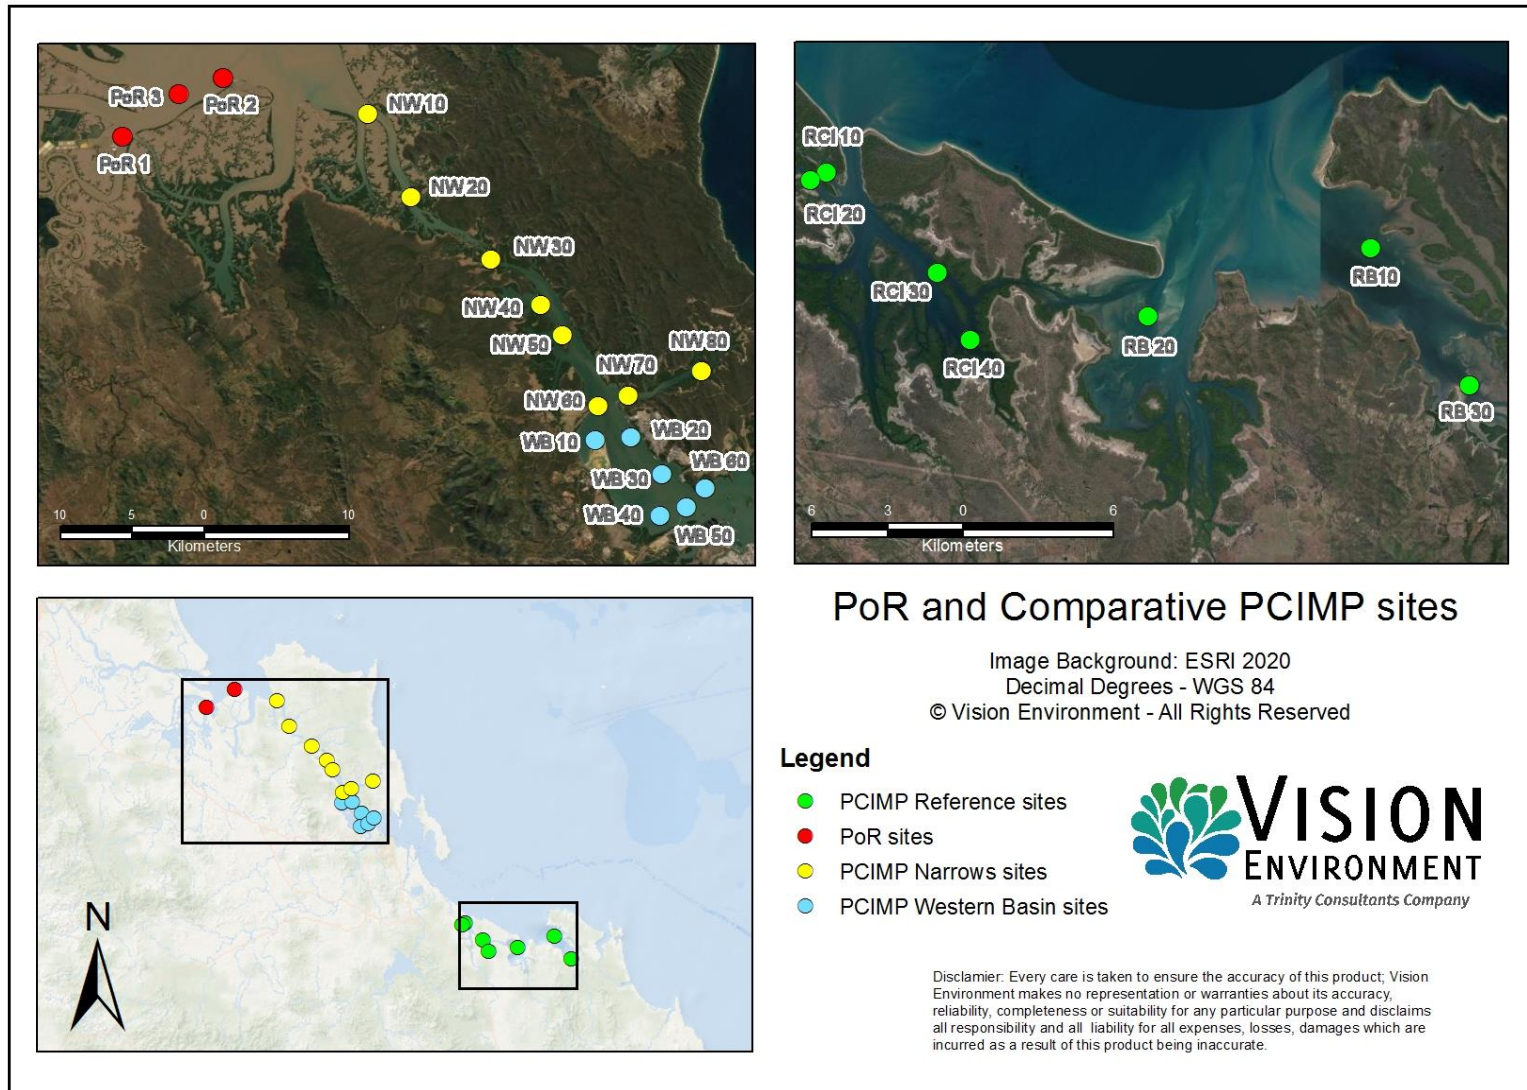 PoR 3
PoR 2
PoR 1
NW 10
NW 20
NW 30
NW 40
NW 50
NW 80
NW 70
NW 60
WB 10
WB 20
WB 30
WB 60
WB 40
WB 50
10 5 0 10
Kilometers
RCI 10
RCI 20
RCI 30
RCI 40
RB 20
RB10
RB 30
6 3 0 6
Kilometers
N
PoR and Comparative PCIMP sites
Image Background: ESRI 2020
Decimal Degrees - WGS 84
© Vision Environment - All Rights Reserved
Legend
PCIMP Reference sites
PoR sites
PCIMP Narrows sites
PCIMP Western Basin sites
VISION
ENVIRONMENT
A Trinity Consultants Company
Disclamier: Every care is taken to ensure the accuracy of this product; Vision
Environment makes no representation or warranties about its accuracy,
reliability, completeness or suitability for any particular purpose and disclaims
all responsibility and all liability for all expenses, losses, damages which are
incurred as a result of this product being inaccurate.